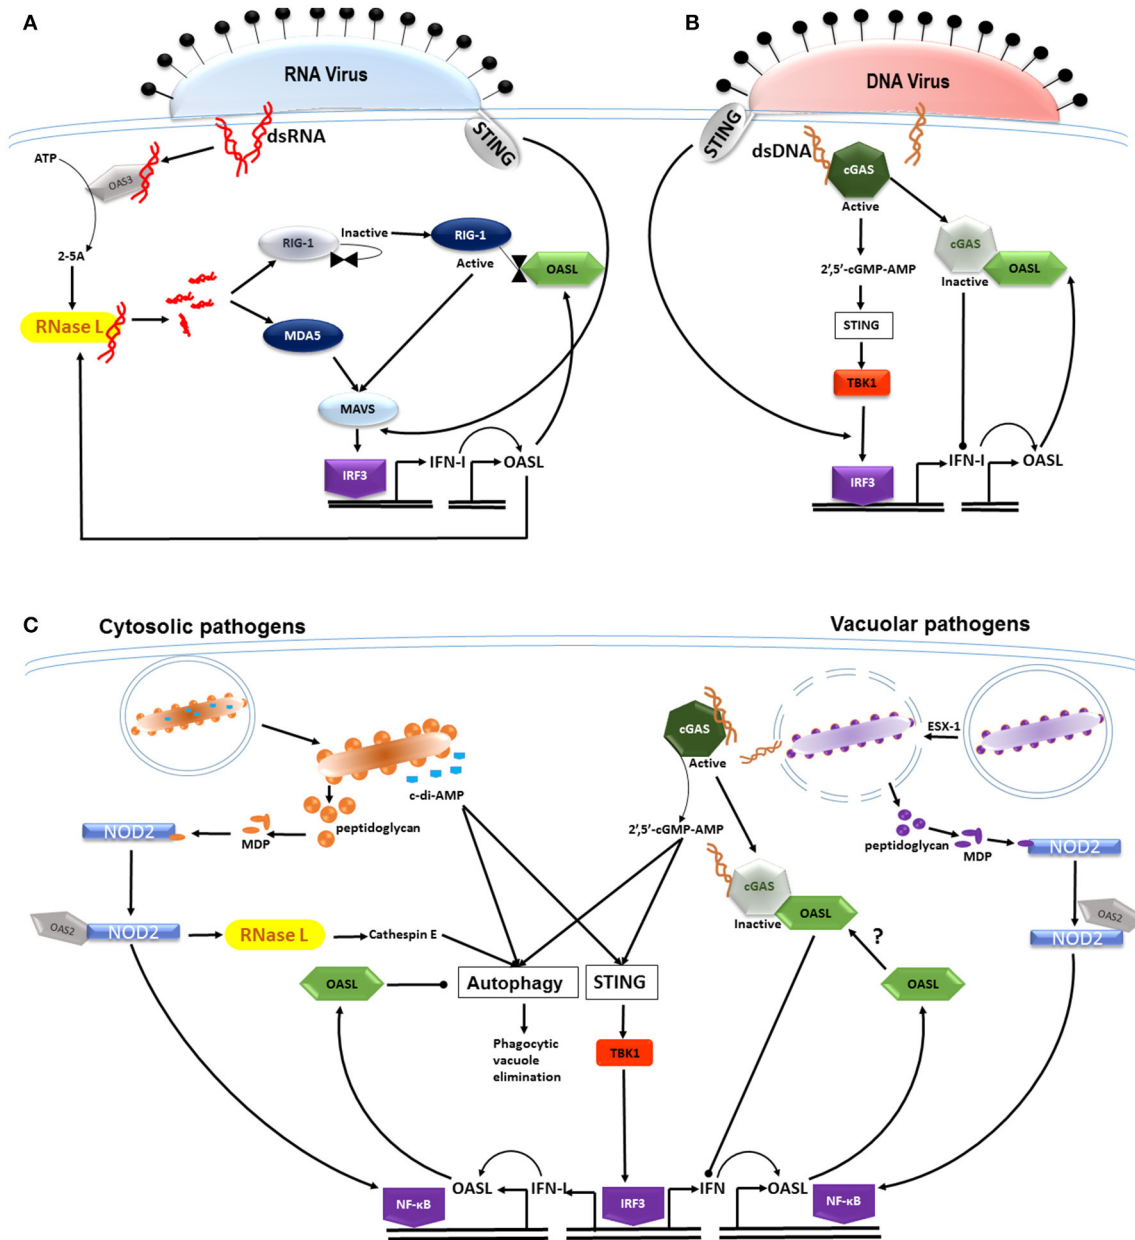 A
RNA Virus
STING
dsRNA
ATP
OAS3
2-5A
RNase L
RIG-1
Inactive
RIG-1
Active
OASL
MDA5
MAVS
IRF3
IFN-I
OASL
B
DNA Virus
STING
dsDNA
cGAS
Active
2',5'-cGMP-AMP
STING
TBK1
IRF3
cGAS
Inactive
OASL
IFN-I
OASL
C
Cytosolic pathogens
Vacuolar pathogens
c-di-AMP
peptidoglycan
MDP
NOD2
OAS2
NOD2
RNase L
Cathespin E
OASL
Autophagy
Phagocytic
vacuole
elimination
STING
TBK1
cGAS
Active
2',5'-cGMP-AMP
cGAS
Inactive
OASL
?
OASL
ESX-1
peptidoglycan
MDP
NOD2
OAS2
NOD2
NF-κB
OASL
IFN-I
IRF3
IFN
OASL
NF-κB